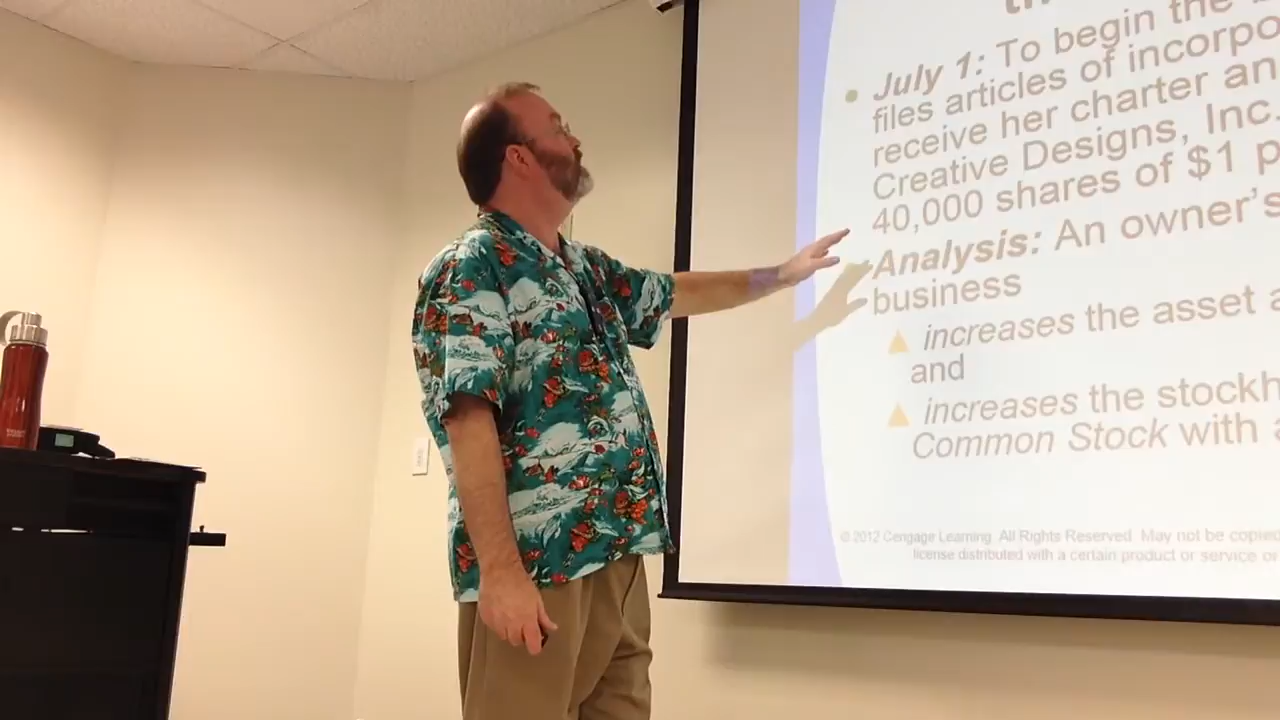 July 1: To begin the
files articles of incorpo
receive her charter an
Creative Designs, Inc.
40,000 shares of $1 p
Analysis: An owner's
business
increases the asset a
and
increases the stockh
Common Stock with a
© 2012 Cengage Learning. All Rights Reserved. May not be copied
license distributed with a certain product or service or